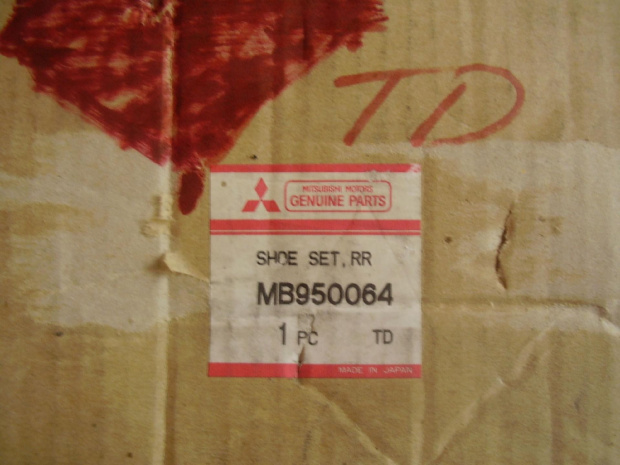 TD
MITSUBISHI MOTORS
GENUINE PARTS
SHOE SET, RR
MB950064
1 PC TD
MADE IN JAPAN